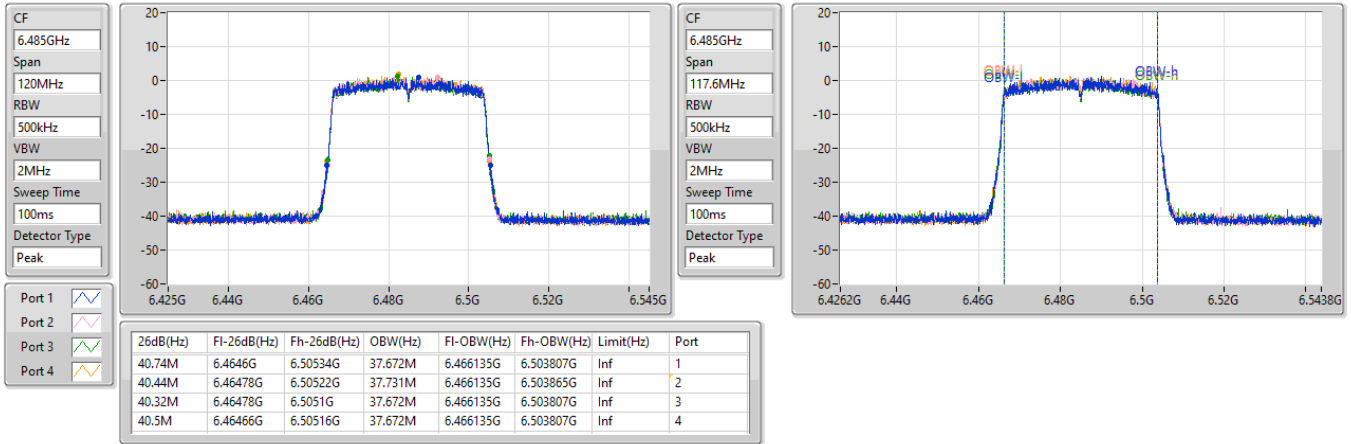 CF
6.485GHz
Span
120MHz
RBW
500kHz
VBW
2MHz
Sweep Time
100ms
Detector Type
Peak
20
10
0
-10
-20
-30
-40
-50
-60
6.425G 6.44G 6.46G 6.48G 6.5G 6.52G 6.545G
CF
6.485GHz
Span
117.6MHz
RBW
500kHz
VBW
2MHz
Sweep Time
100ms
Detector Type
Peak
20
10
0
-10
-20
-30
-40
-50
-60
OBW-l OBW-h
6.4262G 6.44G 6.46G 6.48G 6.5G 6.52G 6.5438G
Port 1
Port 2
Port 3
Port 4
26dB(Hz) Fl-26dB(Hz) Fh-26dB(Hz) OBW(Hz) Fl-OBW(Hz) Fh-OBW(Hz) Limit(Hz) Port
40.74M 6.4646G 6.50534G 37.672M 6.466135G 6.503807G Inf 1
40.44M 6.46478G 6.50522G 37.731M 6.466135G 6.503865G Inf 2
40.32M 6.46478G 6.5051G 37.672M 6.466135G 6.503807G Inf 3
40.5M 6.46466G 6.50516G 37.672M 6.466135G 6.503807G Inf 4